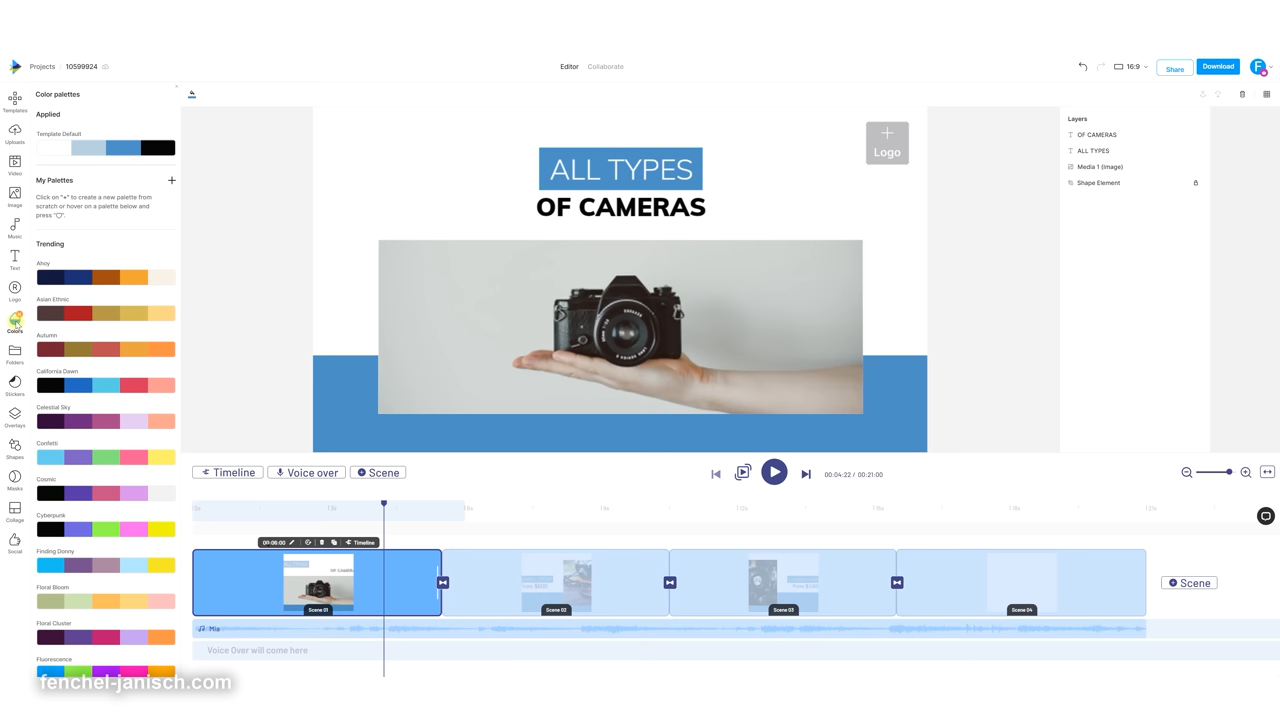 Projects / 10599924
Editor
Collaborate
16:9
Share
Download
F
Templates
Uploads
Video
Image
Music
Text
Logo
Colors
Folders
Stickers
Overlays
Shapes
Masks
Collage
Social
Color palettes
Applied
Template Default
My Palettes
Click on "+" to create a new palette from
scratch or hover on a palette below and
press "♡".
Trending
Ahoy
Asian Ethnic
Autumn
California Dawn
Celestial Sky
Confetti
Cosmic
Cyberpunk
Finding Donny
Floral Bloom
Floral Cluster
Fluorescence
fenchel-janisch.com
ALL TYPES
OF CAMERAS
Logo
Layers
OF CAMERAS
ALL TYPES
Media 1 (Image)
Shape Element
Timeline
Voice over
Scene
00:04:22 / 00:21:00
00:06:00
Timeline
Scene 01
Scene 02
Scene 03
Scene 04
Scene
Mia
Voice Over will come here